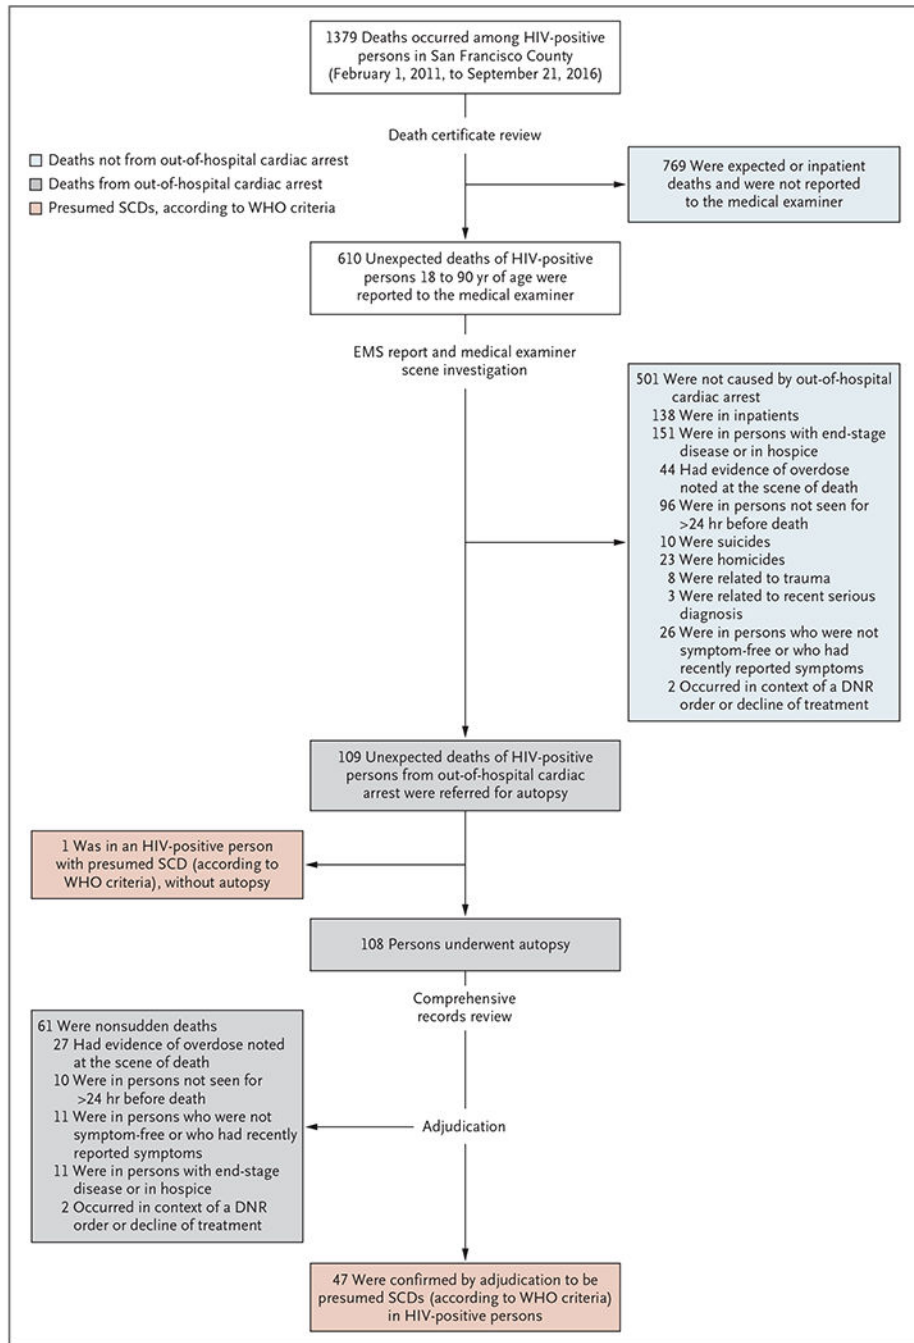 1379 Deaths occurred among HIV-positive
persons in San Francisco County
(February 1, 2011, to September 21, 2016)
Death certificate review
Deaths not from out-of-hospital cardiac arrest
Deaths from out-of-hospital cardiac arrest
Presumed SCDs, according to WHO criteria
769 Were expected or inpatient
deaths and were not reported
to the medical examiner
610 Unexpected deaths of HIV-positive
persons 18 to 90 yr of age were
reported to the medical examiner
EMS report and medical examiner
scene investigation
501 Were not caused by out-of-hospital
cardiac arrest
138 Were in inpatients
151 Were in persons with end-stage
disease or in hospice
44 Had evidence of overdose
noted at the scene of death
96 Were in persons not seen for
>24 hr before death
10 Were suicides
23 Were homicides
8 Were related to trauma
3 Were related to recent serious
diagnosis
26 Were in persons who were not
symptom-free or who had
recently reported symptoms
2 Occurred in context of a DNR
order or decline of treatment
109 Unexpected deaths of HIV-positive
persons from out-of-hospital cardiac
arrest were referred for autopsy
1 Was in an HIV-positive person
with presumed SCD (according to
WHO criteria), without autopsy
108 Persons underwent autopsy
Comprehensive
records review
61 Were nonsudden deaths
27 Had evidence of overdose noted
at the scene of death
10 Were in persons not seen for
>24 hr before death
11 Were in persons who were not
symptom-free or who had recently
reported symptoms
11 Were in persons with end-stage
disease or in hospice
2 Occurred in context of a DNR
order or decline of treatment
Adjudication
47 Were confirmed by adjudication to be
presumed SCDs (according to WHO criteria)
in HIV-positive persons